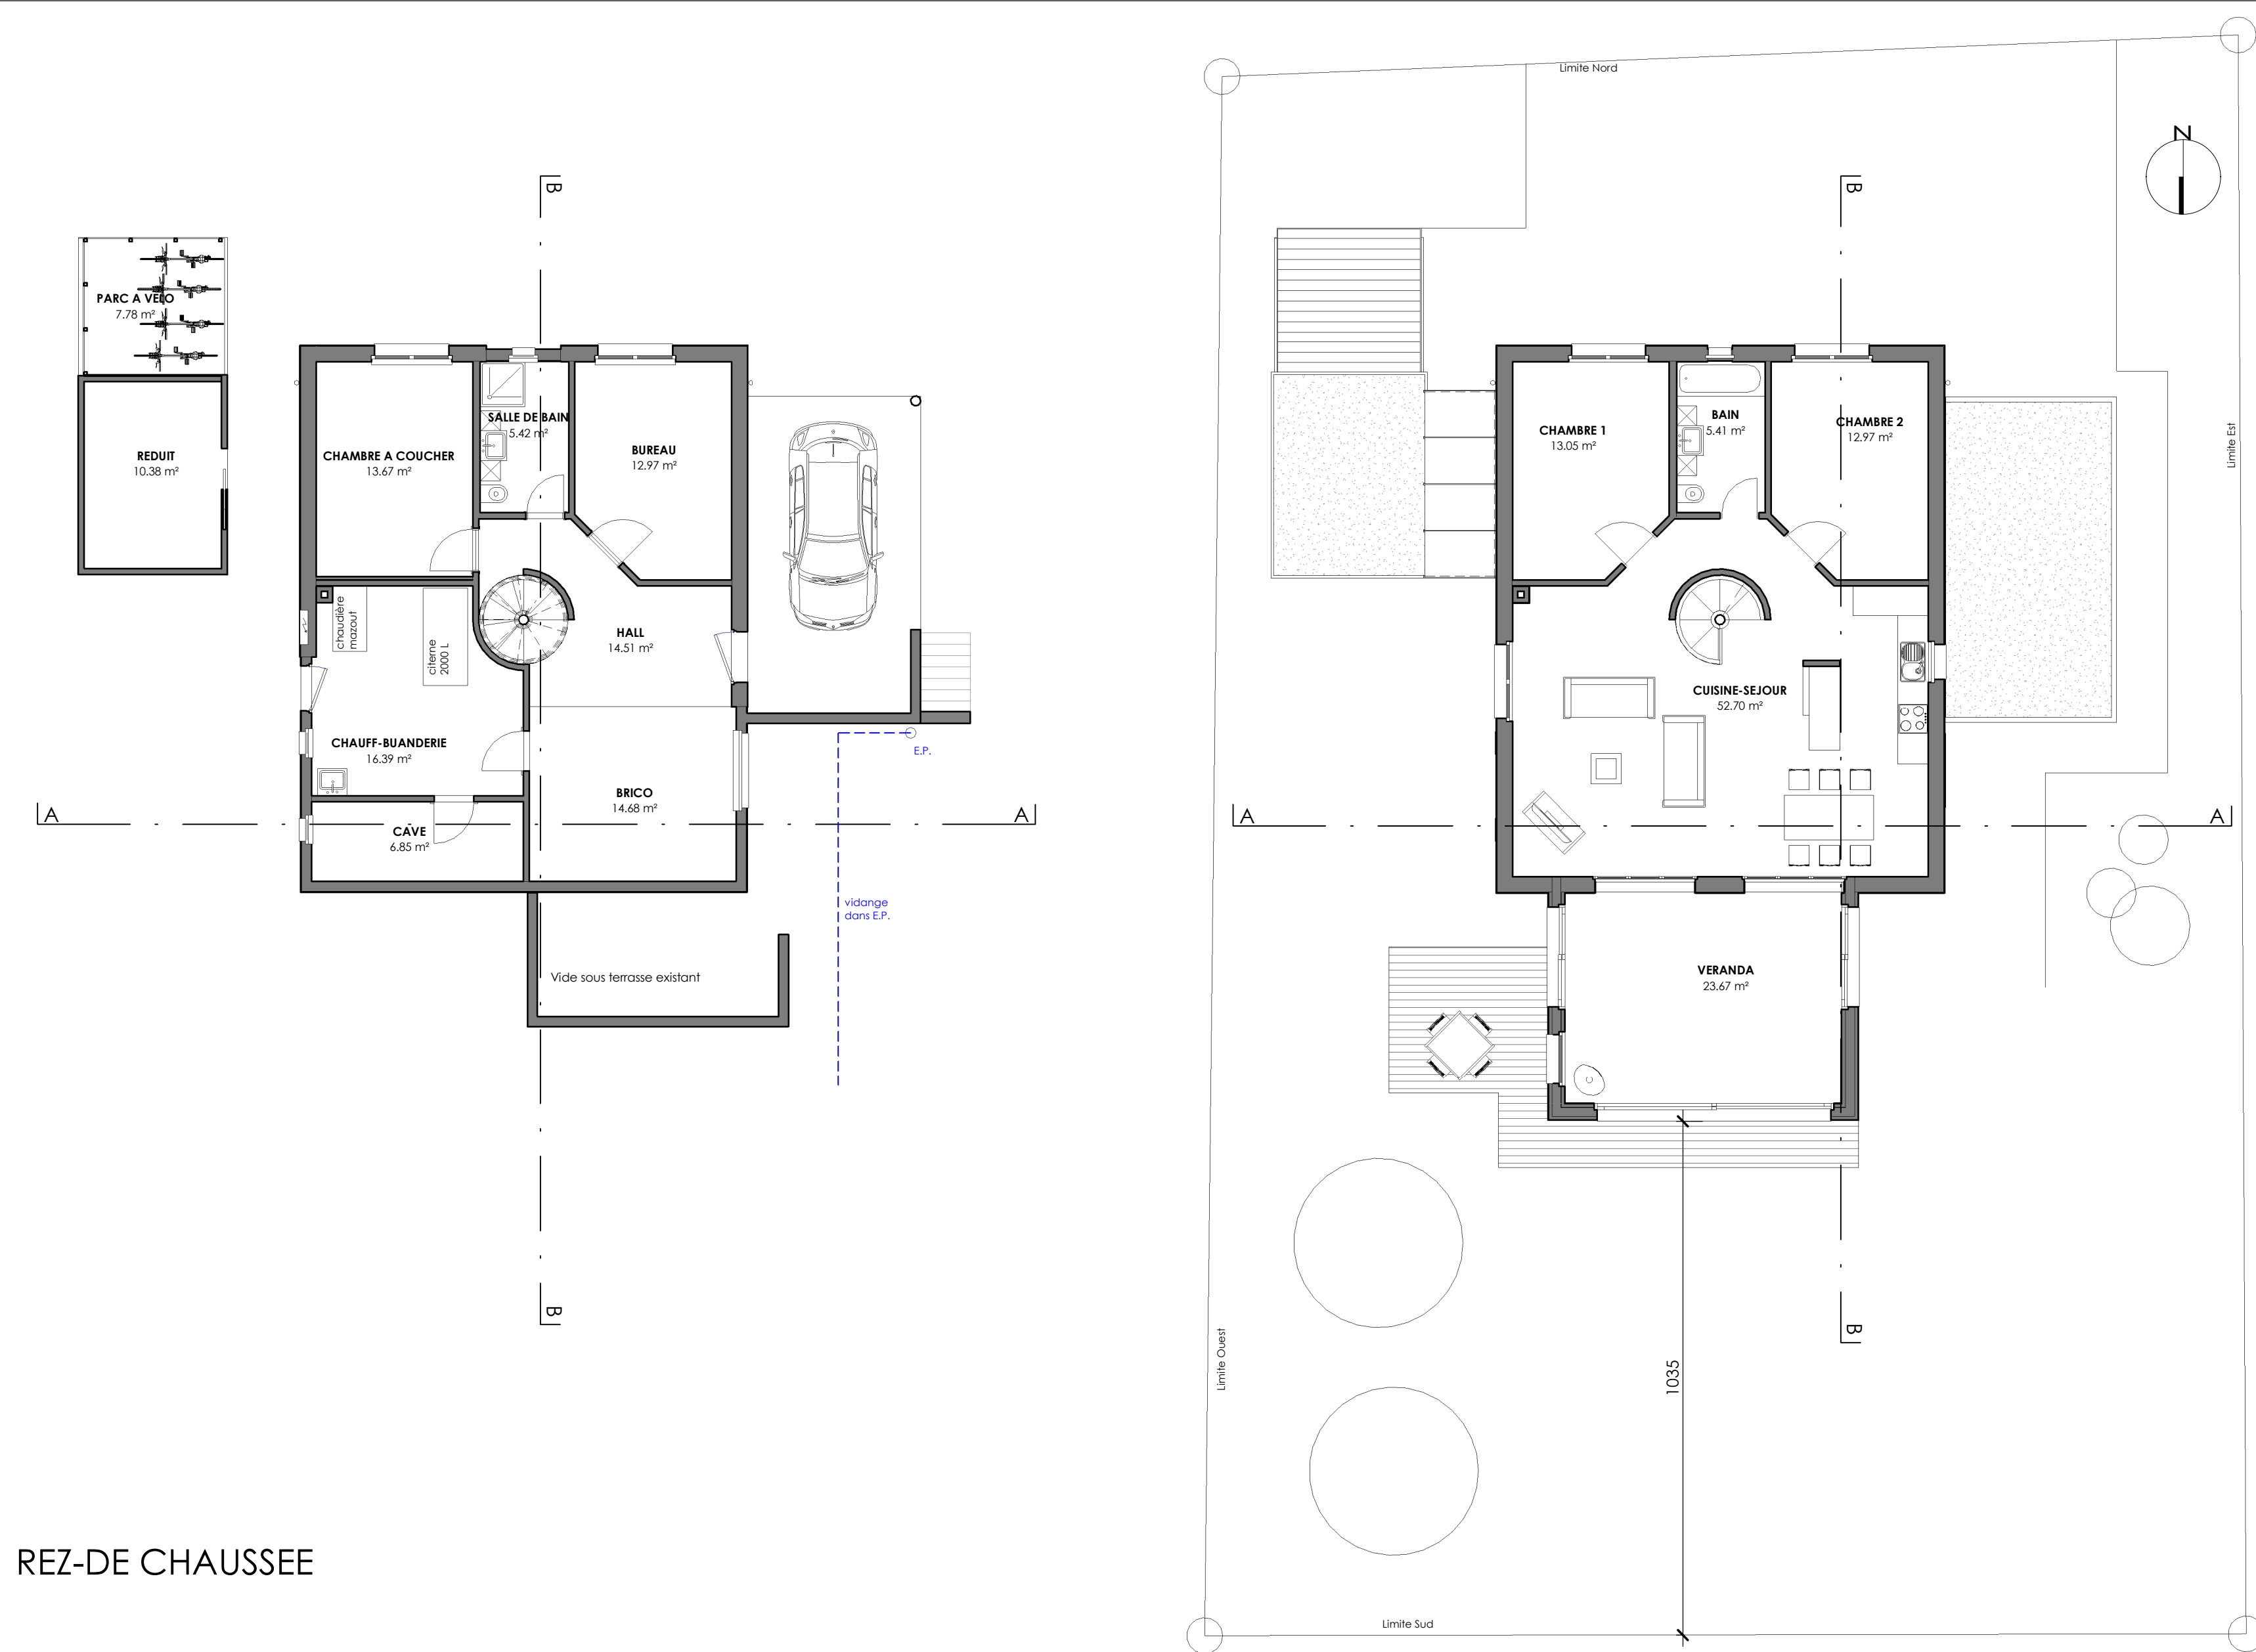 B
PARC A VELO
7.78 m²
REDUIT
10.38 m²
CHAMBRE A COUCHER
13.67 m²
SALLE DE BAIN
5.42 m²
BUREAU
12.97 m²
chaudière
mazout
citerne
2000 L
HALL
14.51 m²
CHAUFF-BUANDERIE
16.39 m²
E.P.
BRICO
14.68 m²
A
A
CAVE
6.85 m²
vidange
dans E.P.
Vide sous terrasse existant
B
REZ-DE CHAUSSEE
Limite Nord
N
B
Limite Est
CHAMBRE 1
13.05 m²
BAIN
5.41 m²
CHAMBRE 2
12.97 m²
CUISINE-SEJOUR
52.70 m²
A
A
VERANDA
23.67 m²
B
Limite Ouest
1035
Limite Sud